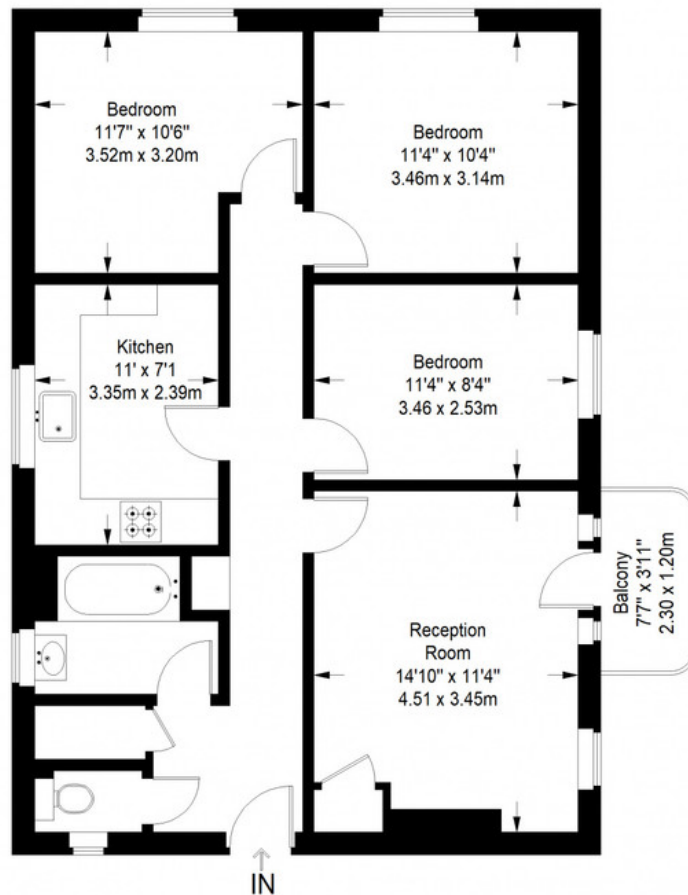 Bedroom
11'7" x 10'6"
3.52m x 3.20m
Bedroom
11'4" x 10'4"
3.46m x 3.14m
Kitchen
11' x 7'1
3.35m x 2.39m
Bedroom
11'4" x 8'4"
3.46 x 2.53m
Balcony
7'7" x 3'11"
2.30 x 1.20m
Reception
Room
14'10" x 11'4"
4.51 x 3.45m
IN